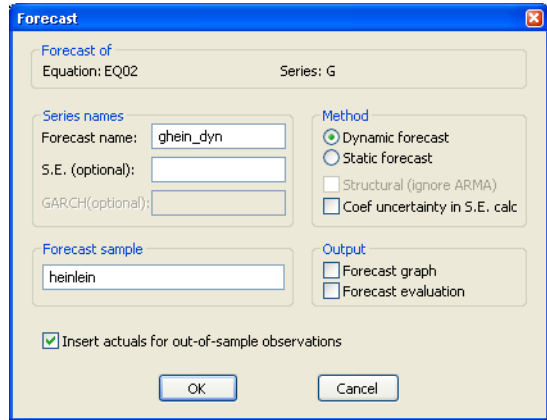 Forecast
Forecast of
Equation: EQ02 Series: G
Series names
Forecast name: ghein_dyn
S.E. (optional):
GARCH(optional):
Method
Dynamic forecast
Static forecast
Structural (ignore ARMA)
Coef uncertainty in S.E. calc
Forecast sample
heinlein
Output
Forecast graph
Forecast evaluation
Insert actuals for out-of-sample observations
OK Cancel